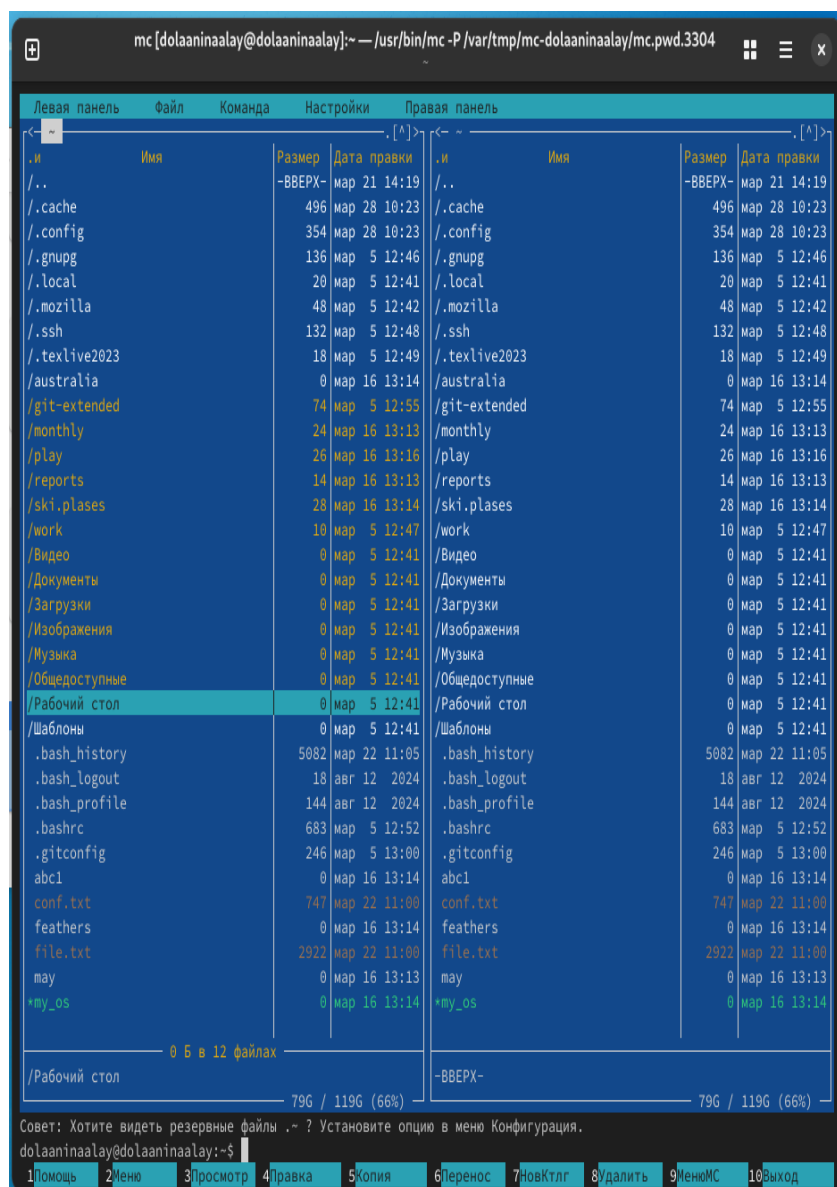 mc [dolaaninaalay@dolaaninaalay]:~ — /usr/bin/mc -P /var/tmp/mc-dolaaninaalay/mc.pwd.3304
~
Левая панель Файл Команда Настройки Правая панель
<— ~ .[^]> <— ~ .[^]>
.и Имя Размер Дата правки .и Имя Размер Дата правки
/.. -ВВЕРХ- мар 21 14:19 /.. -ВВЕРХ- мар 21 14:19
/.cache 496 мар 28 10:23 /.cache 496 мар 28 10:23
/.config 354 мар 28 10:23 /.config 354 мар 28 10:23
/.gnupg 136 мар 5 12:46 /.gnupg 136 мар 5 12:46
/.local 20 мар 5 12:41 /.local 20 мар 5 12:41
/.mozilla 48 мар 5 12:42 /.mozilla 48 мар 5 12:42
/.ssh 132 мар 5 12:48 /.ssh 132 мар 5 12:48
/.texlive2023 18 мар 5 12:49 /.texlive2023 18 мар 5 12:49
/australia 0 мар 16 13:14 /australia 0 мар 16 13:14
/git-extended 74 мар 5 12:55 /git-extended 74 мар 5 12:55
/monthly 24 мар 16 13:13 /monthly 24 мар 16 13:13
/play 26 мар 16 13:16 /play 26 мар 16 13:16
/reports 14 мар 16 13:13 /reports 14 мар 16 13:13
/ski.plases 28 мар 16 13:14 /ski.plases 28 мар 16 13:14
/work 10 мар 5 12:47 /work 10 мар 5 12:47
/Видео 0 мар 5 12:41 /Видео 0 мар 5 12:41
/Документы 0 мар 5 12:41 /Документы 0 мар 5 12:41
/Загрузки 0 мар 5 12:41 /Загрузки 0 мар 5 12:41
/Изображения 0 мар 5 12:41 /Изображения 0 мар 5 12:41
/Музыка 0 мар 5 12:41 /Музыка 0 мар 5 12:41
/Общедоступные 0 мар 5 12:41 /Общедоступные 0 мар 5 12:41
/Рабочий стол 0 мар 5 12:41 /Рабочий стол 0 мар 5 12:41
/Шаблоны 0 мар 5 12:41 /Шаблоны 0 мар 5 12:41
.bash_history 5082 мар 22 11:05 .bash_history 5082 мар 22 11:05
.bash_logout 18 авг 12 2024 .bash_logout 18 авг 12 2024
.bash_profile 144 авг 12 2024 .bash_profile 144 авг 12 2024
.bashrc 683 мар 5 12:52 .bashrc 683 мар 5 12:52
.gitconfig 246 мар 5 13:00 .gitconfig 246 мар 5 13:00
abc1 0 мар 16 13:14 abc1 0 мар 16 13:14
conf.txt 747 мар 22 11:00 conf.txt 747 мар 22 11:00
feathers 0 мар 16 13:14 feathers 0 мар 16 13:14
file.txt 2922 мар 22 11:00 file.txt 2922 мар 22 11:00
may 0 мар 16 13:13 may 0 мар 16 13:13
*my_os 0 мар 16 13:14 *my_os 0 мар 16 13:14
0 Б в 12 файлах
/Рабочий стол -ВВЕРХ-
79G / 119G (66%) 79G / 119G (66%)
Совет: Хотите видеть резервные файлы .~ ? Установите опцию в меню Конфигурация.
dolaaninaalay@dolaaninaalay:~$
1Помощь 2Меню 3Просмотр 4Правка 5Копия 6Перенос 7НовКтлг 8Удалить 9МенюМС 10Выход